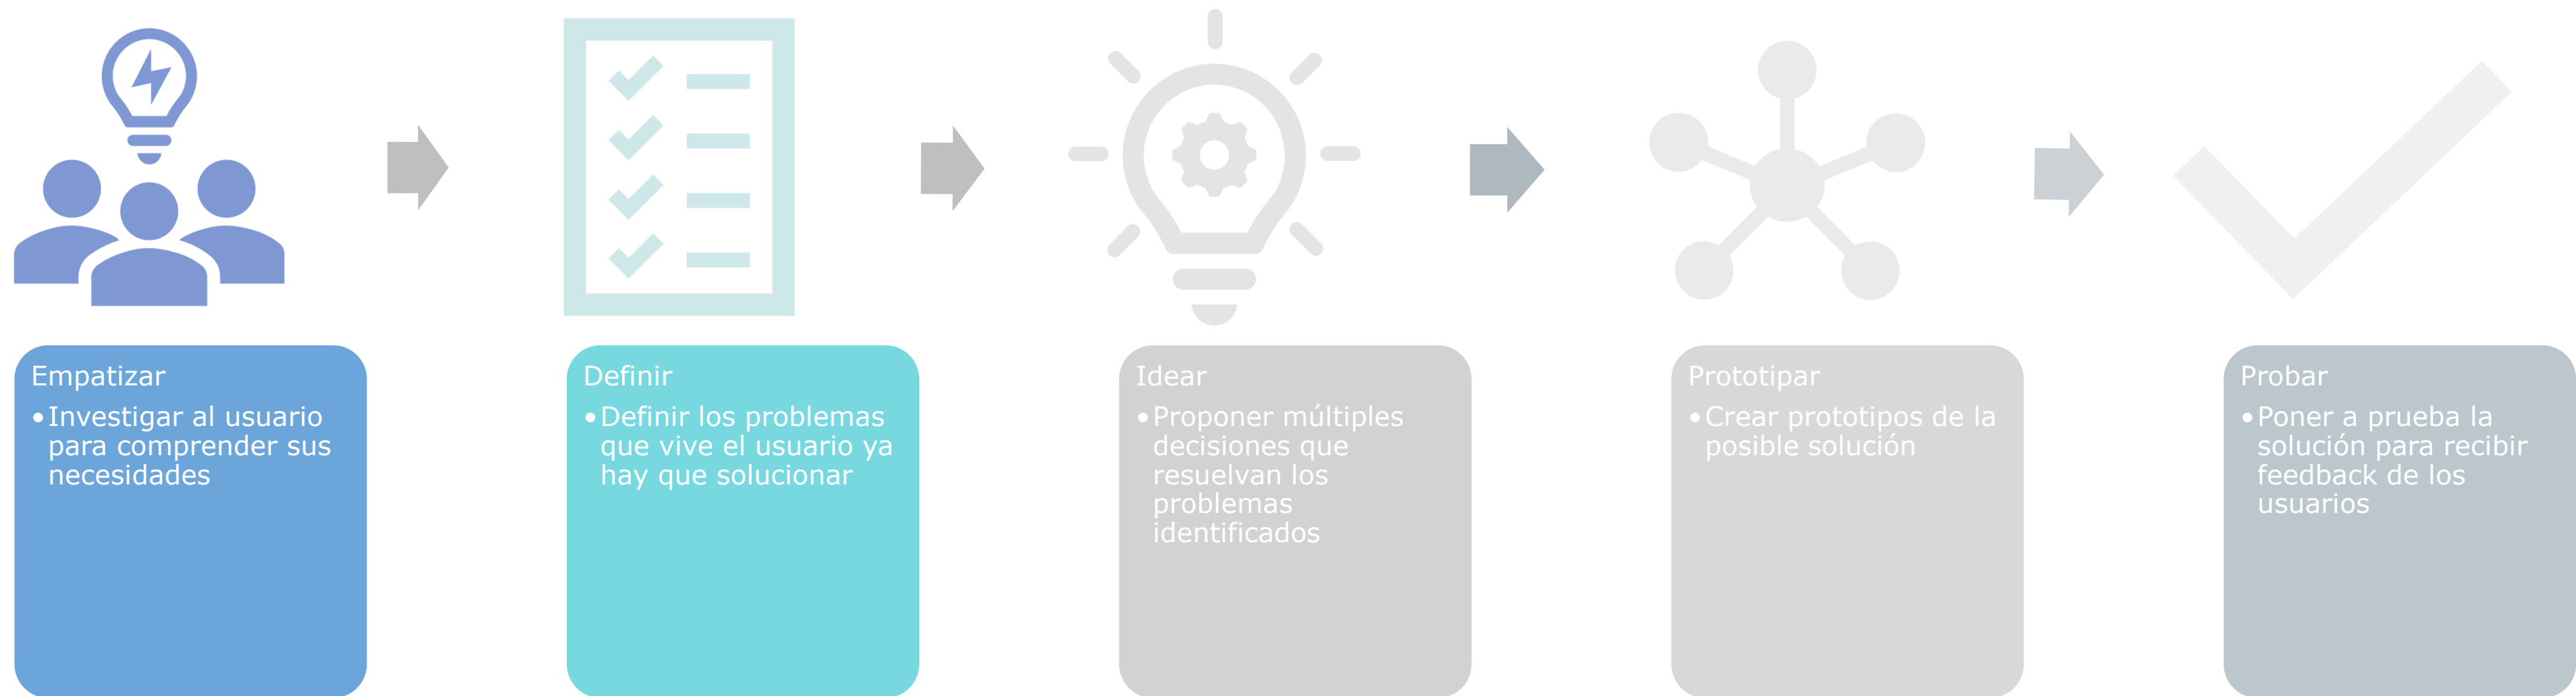 Empatizar
•Investigar al usuario
para comprender sus
necesidades
Definir
•Definir los problemas
que vive el usuario ya
hay que solucionar
Idear
•Proponer múltiples
decisiones que
resuelvan los
problemas
identificados
Prototipar
•Crear prototipos de la
posible solución
Probar
•Poner a prueba la
solución para recibir
feedback de los
usuarios